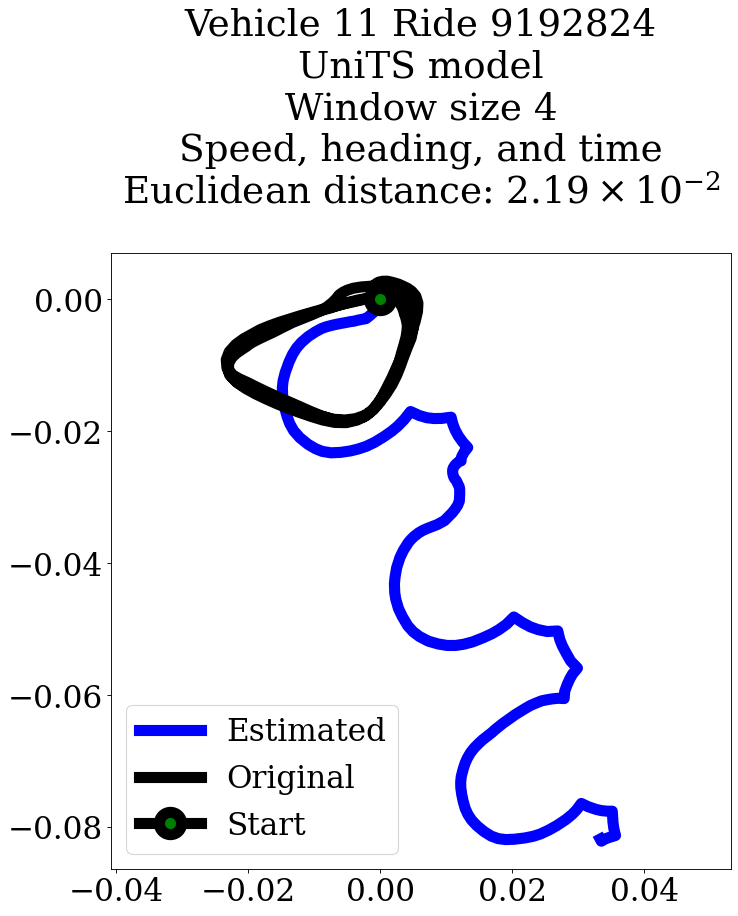 Vehicle 11 Ride 9192824
UniTS model
Window size 4
Speed, heading, and time
Euclidean distance: 2.19 × 10⁻²
0.00
−0.02
−0.04
−0.06
−0.08
Estimated
Original
Start
−0.04 −0.02 0.00 0.02 0.04